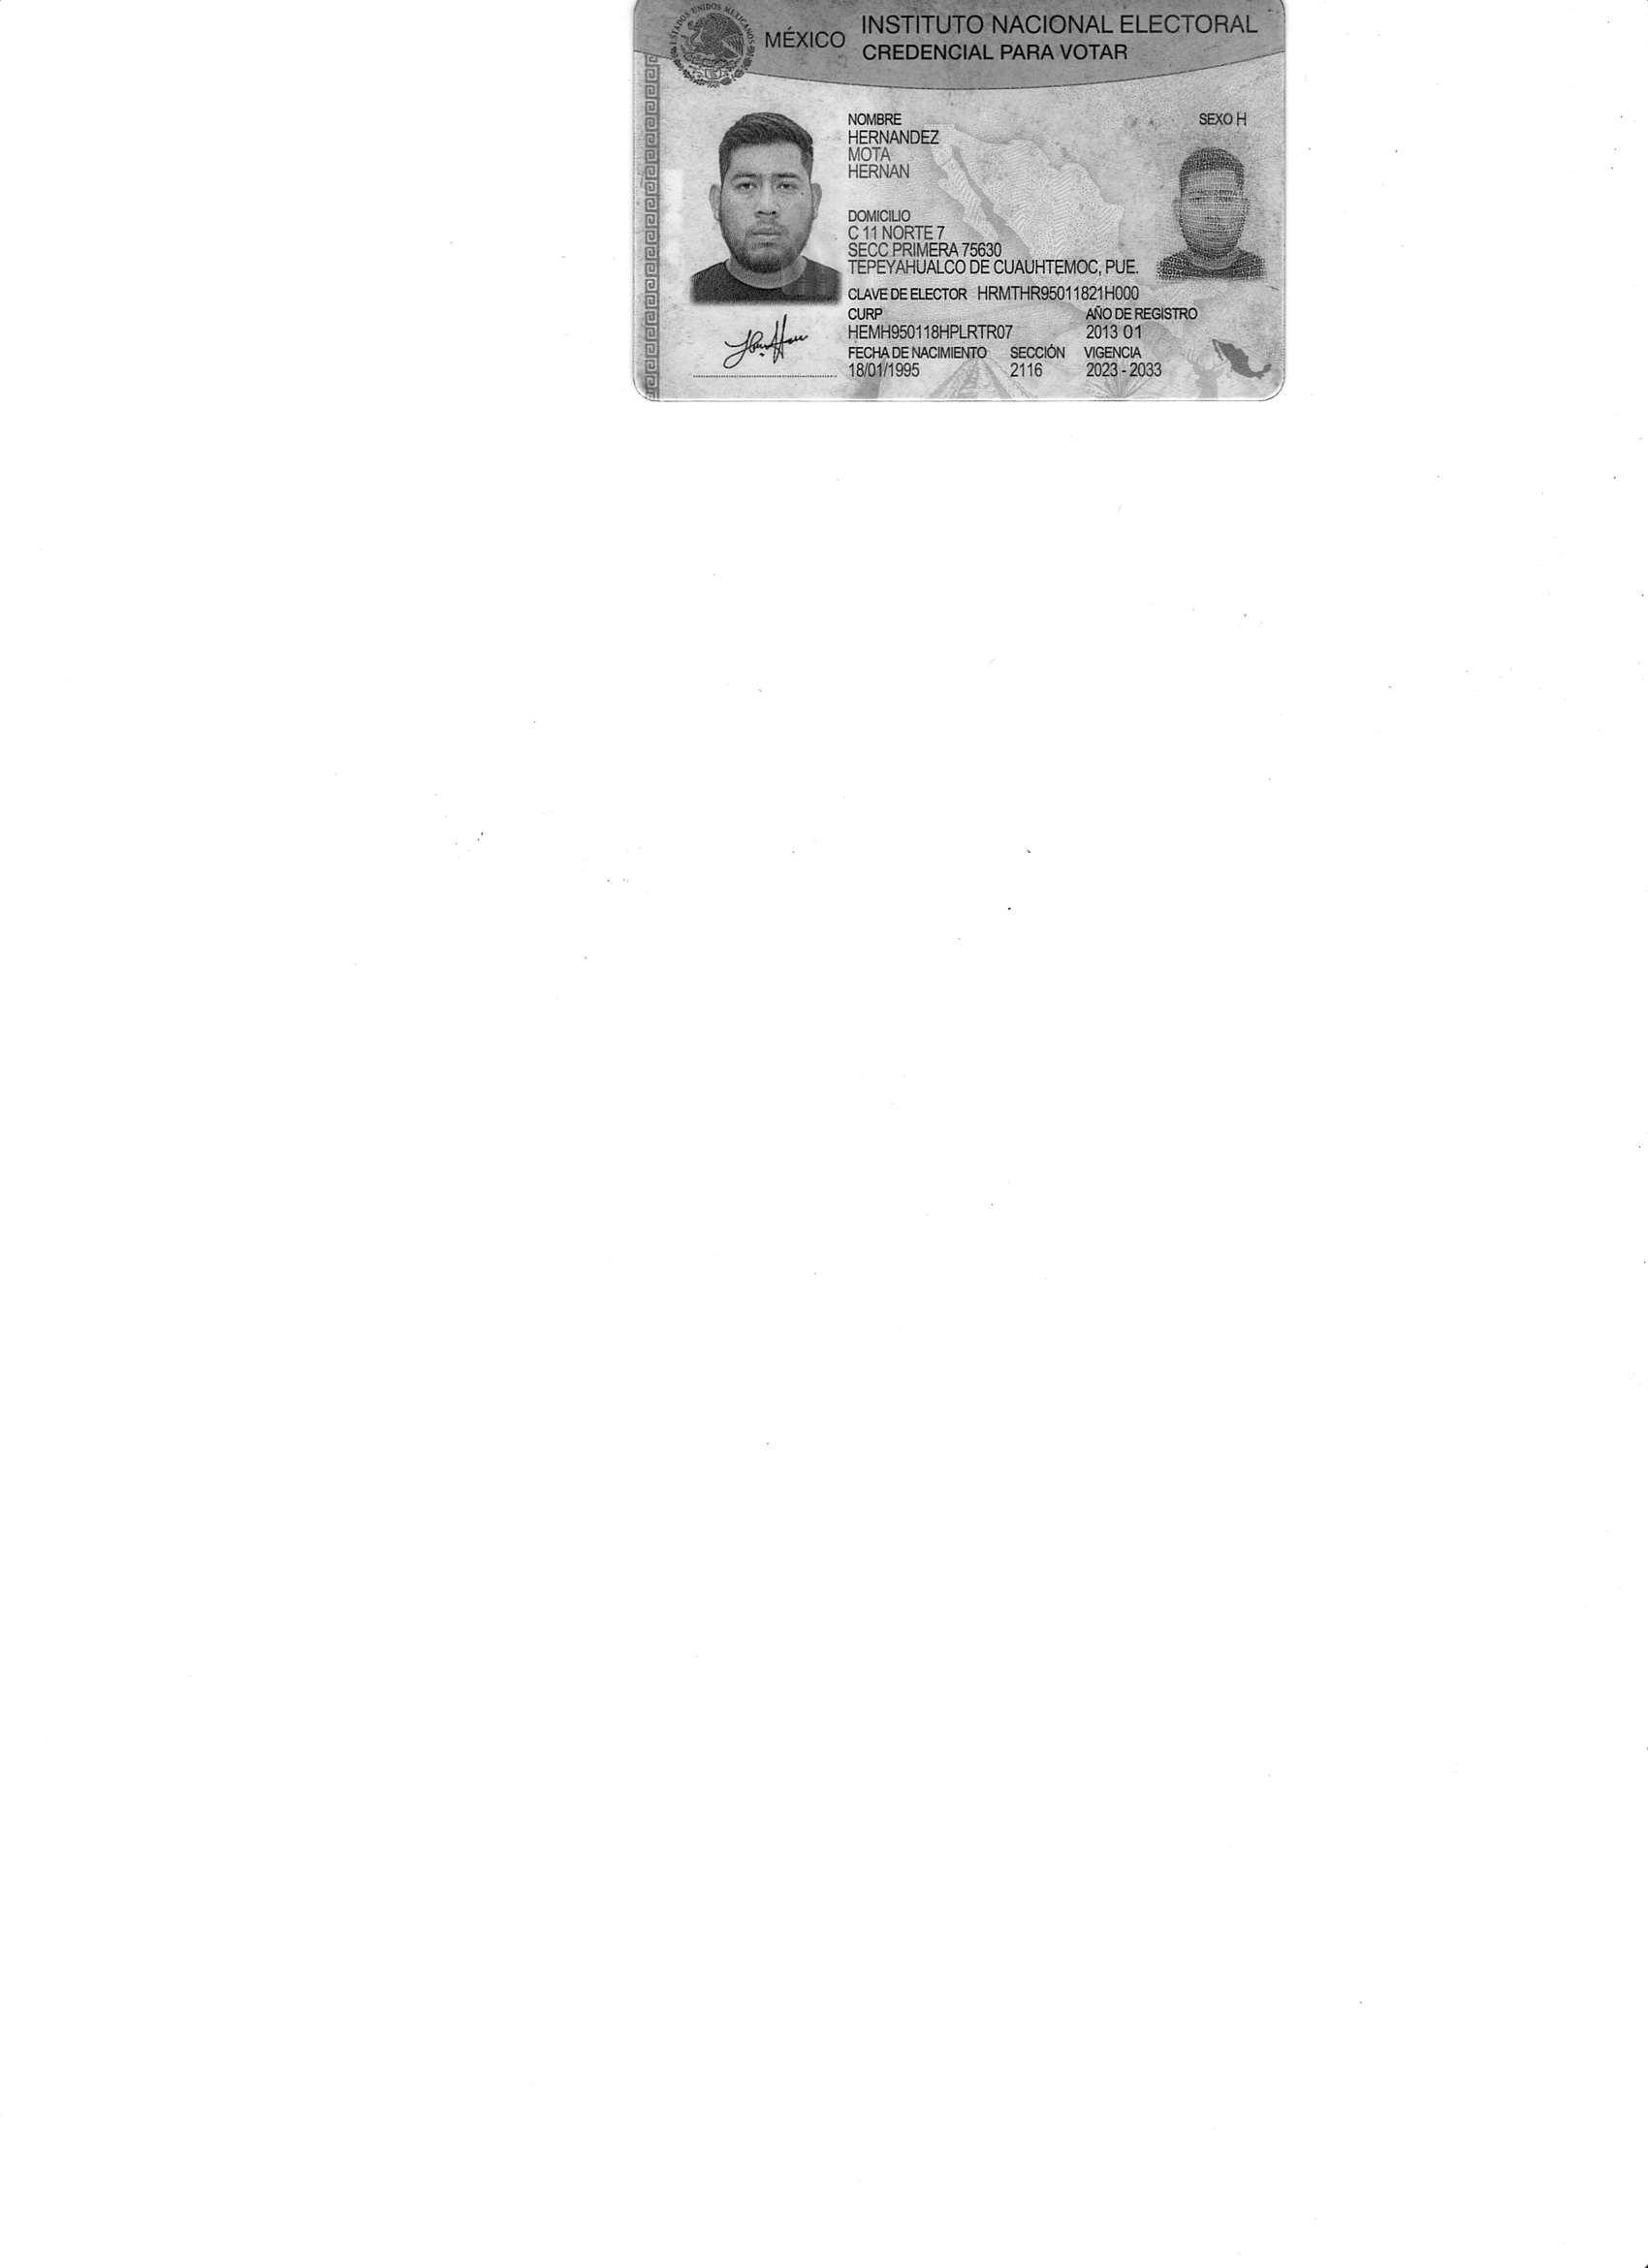 ESTADOS UNIDOS MEXICANOS
MÉXICO
INSTITUTO NACIONAL ELECTORAL
CREDENCIAL PARA VOTAR
NOMBRE
HERNANDEZ
MOTA
HERNAN
SEXO H
DOMICILIO
C 11 NORTE 7
SECC PRIMERA 75630
TEPEYAHUALCO DE CUAUHTEMOC, PUE.
CLAVE DE ELECTOR HRMTHR95011821H000
CURP AÑO DE REGISTRO
HEMH950118HPLRTR07 2013 01
FECHA DE NACIMIENTO SECCIÓN VIGENCIA
18/01/1995 2116 2023 - 2033